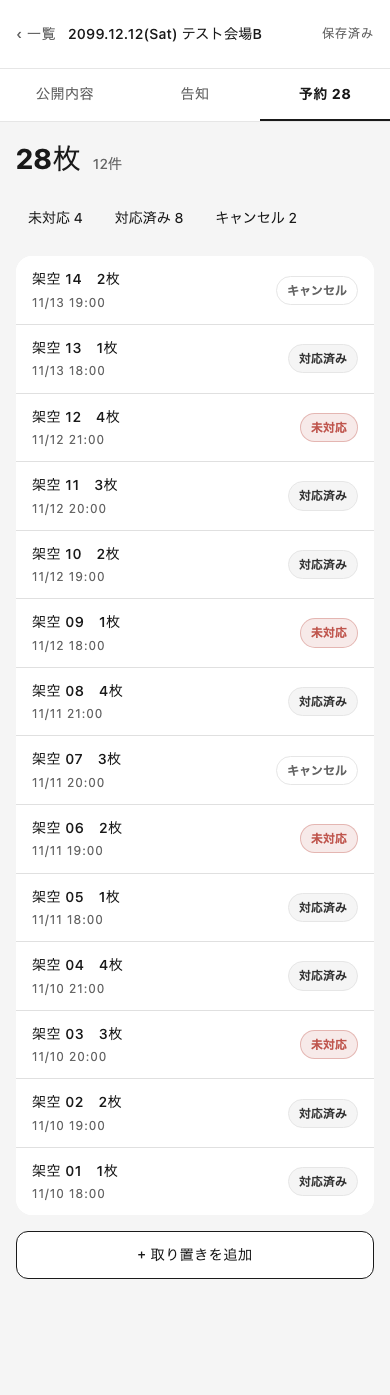 ‹ 一覧 2099.12.12(Sat) テスト会場B 保存済み
公開内容 告知 予約 28
28枚 12件
未対応 4 対応済み 8 キャンセル 2
架空 14 2枚
11/13 19:00
キャンセル
架空 13 1枚
11/13 18:00
対応済み
架空 12 4枚
11/12 21:00
未対応
架空 11 3枚
11/12 20:00
対応済み
架空 10 2枚
11/12 19:00
対応済み
架空 09 1枚
11/12 18:00
未対応
架空 08 4枚
11/11 21:00
対応済み
架空 07 3枚
11/11 20:00
キャンセル
架空 06 2枚
11/11 19:00
未対応
架空 05 1枚
11/11 18:00
対応済み
架空 04 4枚
11/10 21:00
対応済み
架空 03 3枚
11/10 20:00
未対応
架空 02 2枚
11/10 19:00
対応済み
架空 01 1枚
11/10 18:00
対応済み
+ 取り置きを追加